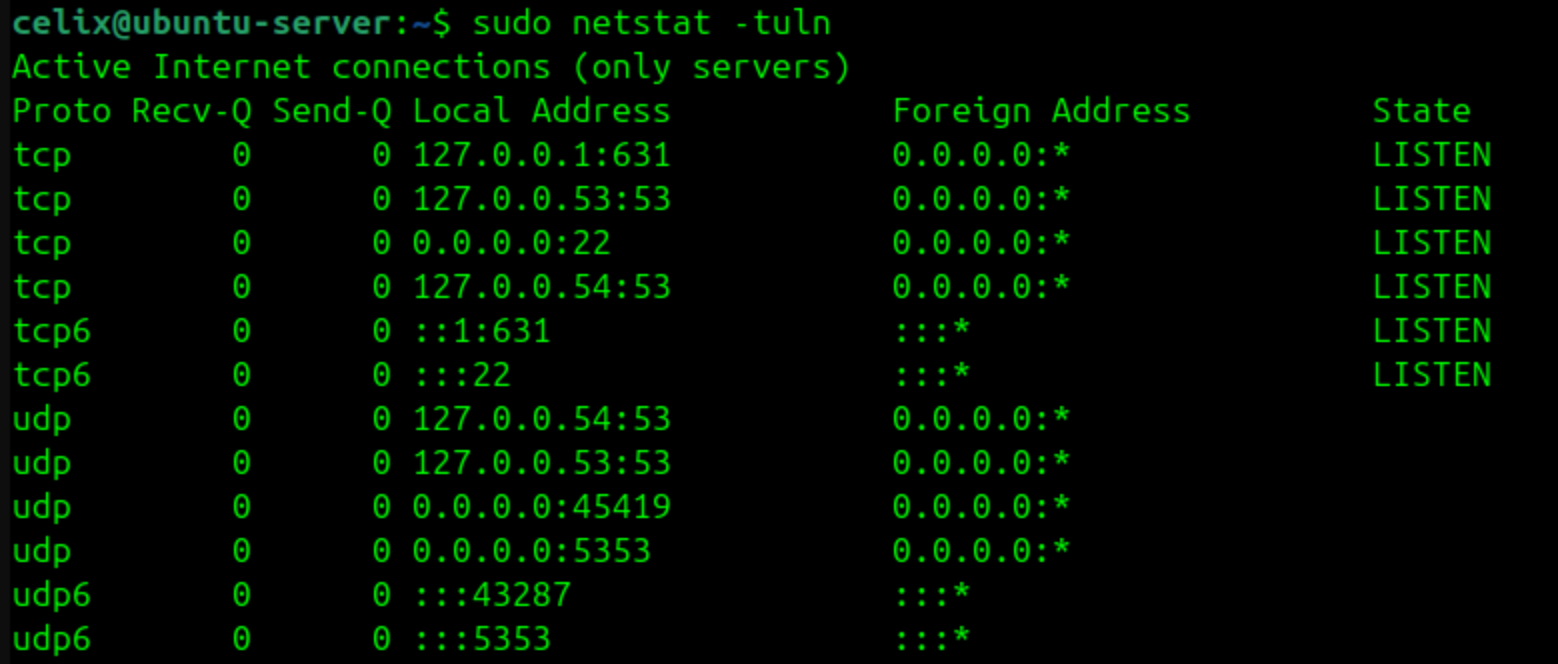 celix@ubuntu-server:~$ sudo netstat -tuln
Active Internet connections (only servers)
Proto Recv-Q Send-Q Local Address           Foreign Address         State
tcp        0      0 127.0.0.1:631           0.0.0.0:*               LISTEN
tcp        0      0 127.0.0.53:53           0.0.0.0:*               LISTEN
tcp        0      0 0.0.0.0:22              0.0.0.0:*               LISTEN
tcp        0      0 127.0.0.54:53           0.0.0.0:*               LISTEN
tcp6       0      0 ::1:631                 :::*                    LISTEN
tcp6       0      0 :::22                   :::*                    LISTEN
udp        0      0 127.0.0.54:53           0.0.0.0:*
udp        0      0 127.0.0.53:53           0.0.0.0:*
udp        0      0 0.0.0.0:45419           0.0.0.0:*
udp        0      0 0.0.0.0:5353            0.0.0.0:*
udp6       0      0 :::43287                :::*
udp6       0      0 :::5353                 :::*